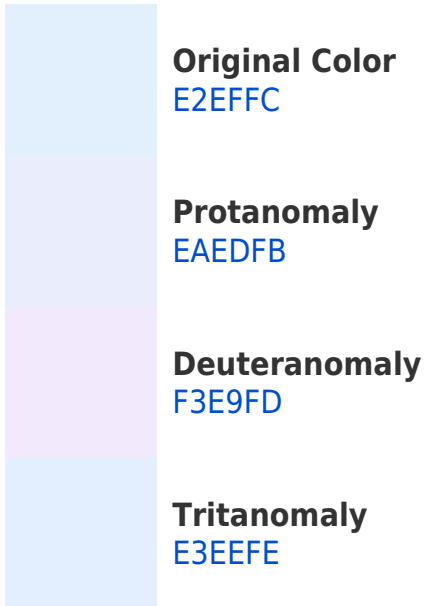 Original Color
E2EFFC
Protanomaly
EAEDFB
Deuteranomaly
F3E9FD
Tritanomaly
E3EEFE